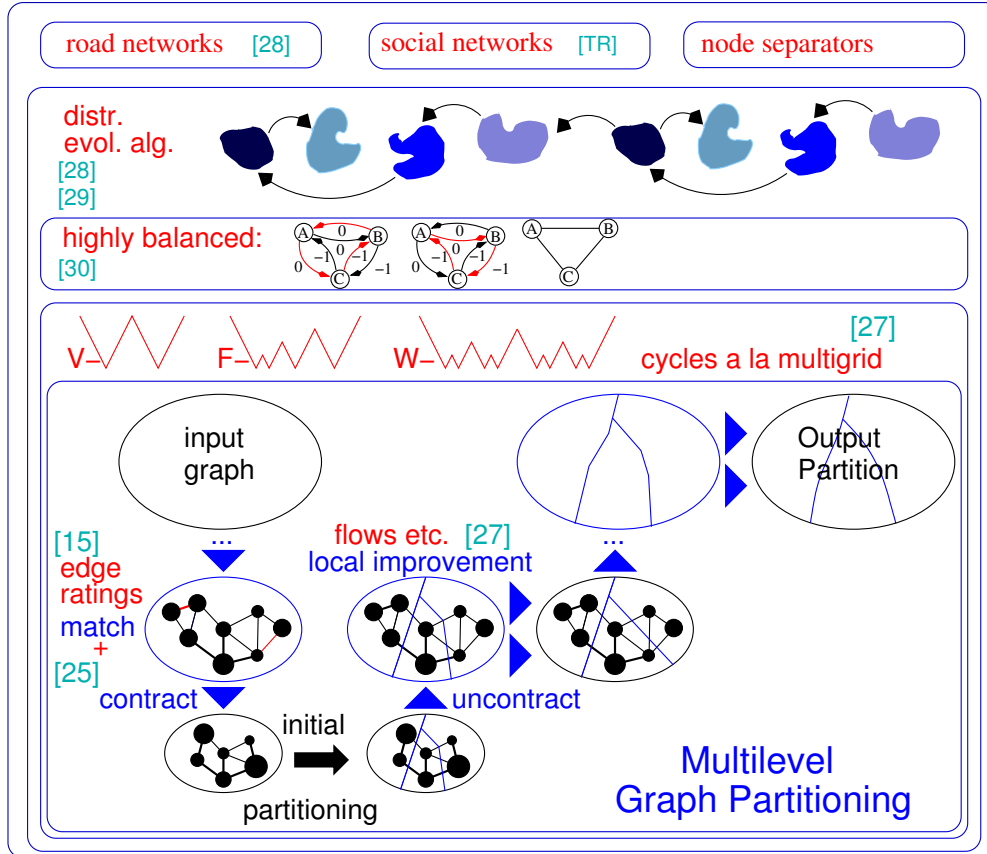 road networks [28]
social networks [TR]
node separators
distr.
evol. alg.
[28]
[29]
highly balanced:
[30]
A 0 B
0
0 −1 −1 −1
C
A 0 B
0
0 −1 −1 −1
C
A B
C
V−
F−
W−
[27]
cycles a la multigrid
input
graph
...
[15]
edge
ratings
match
+
[25]
contract
initial
partitioning
flows etc. [27]
local improvement
uncontract
...
Output
Partition
Multilevel
Graph Partitioning